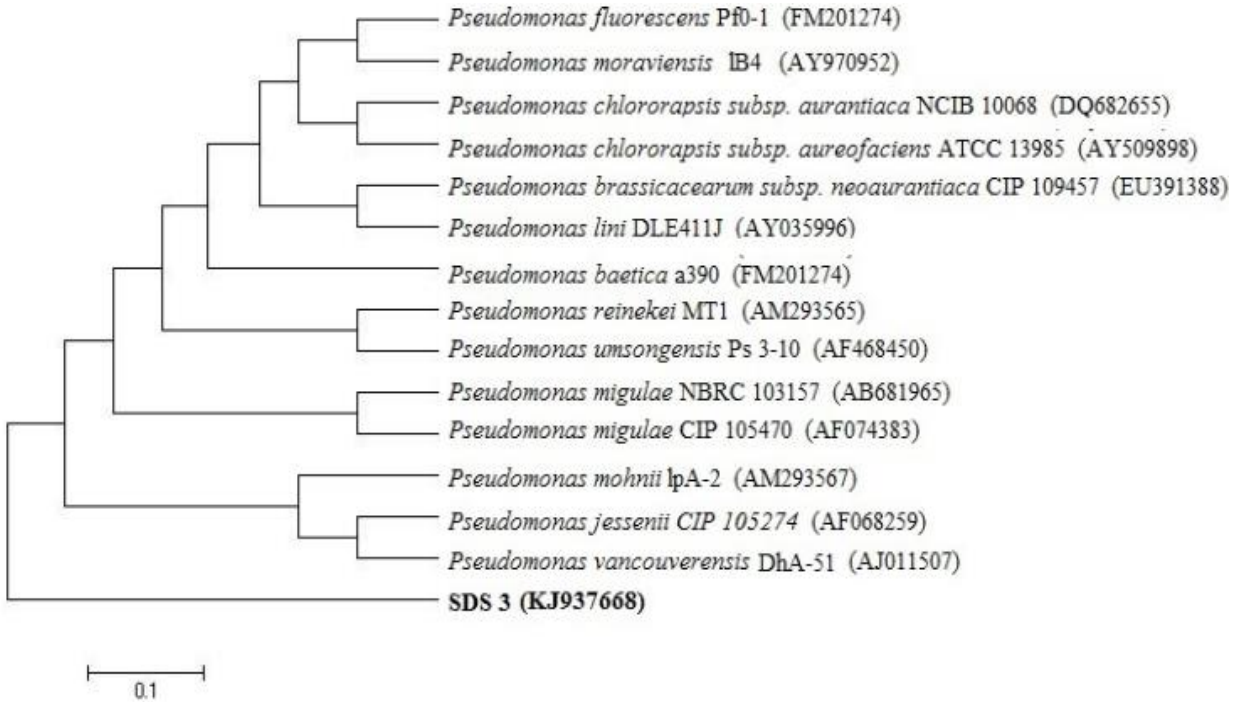 Pseudomonas fluorescens Pf0-1 (FM201274)
Pseudomonas moraviensis lB4 (AY970952)
Pseudomonas chlororapsis subsp. aurantiaca NCIB 10068 (DQ682655)
Pseudomonas chlororapsis subsp. aureofaciens ATCC 13985 (AY509898)
Pseudomonas brassicacearum subsp. neoaurantiaca CIP 109457 (EU391388)
Pseudomonas lini DLE411J (AY035996)
Pseudomonas baetica a390 (FM201274)
Pseudomonas reinekei MT1 (AM293565)
Pseudomonas umsongensis Ps 3-10 (AF468450)
Pseudomonas migulae NBRC 103157 (AB681965)
Pseudomonas migulae CIP 105470 (AF074383)
Pseudomonas mohnii lpA-2 (AM293567)
Pseudomonas jessenii CIP 105274 (AF068259)
Pseudomonas vancouverensis DhA-51 (AJ011507)
SDS 3 (KJ937668)
0.1